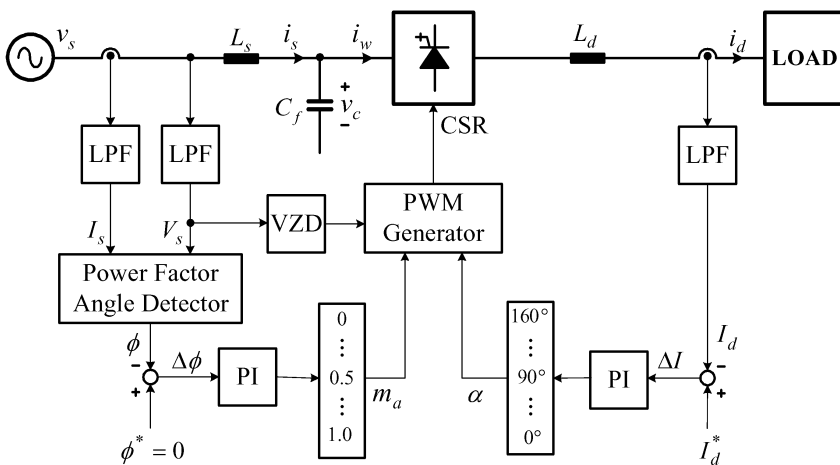 v_s
L_s
i_s
i_w
L_d
i_d
LOAD
C_f
+
v_c
−
CSR
LPF
LPF
LPF
I_s
V_s
VZD
PWM
Generator
Power Factor
Angle Detector
ϕ
−
+
Δϕ
PI
0
⋮
0.5
⋮
1.0
m_a
α
160°
⋮
90°
⋮
0°
PI
ΔI
I_d
−
+
ϕ* = 0
I_d*